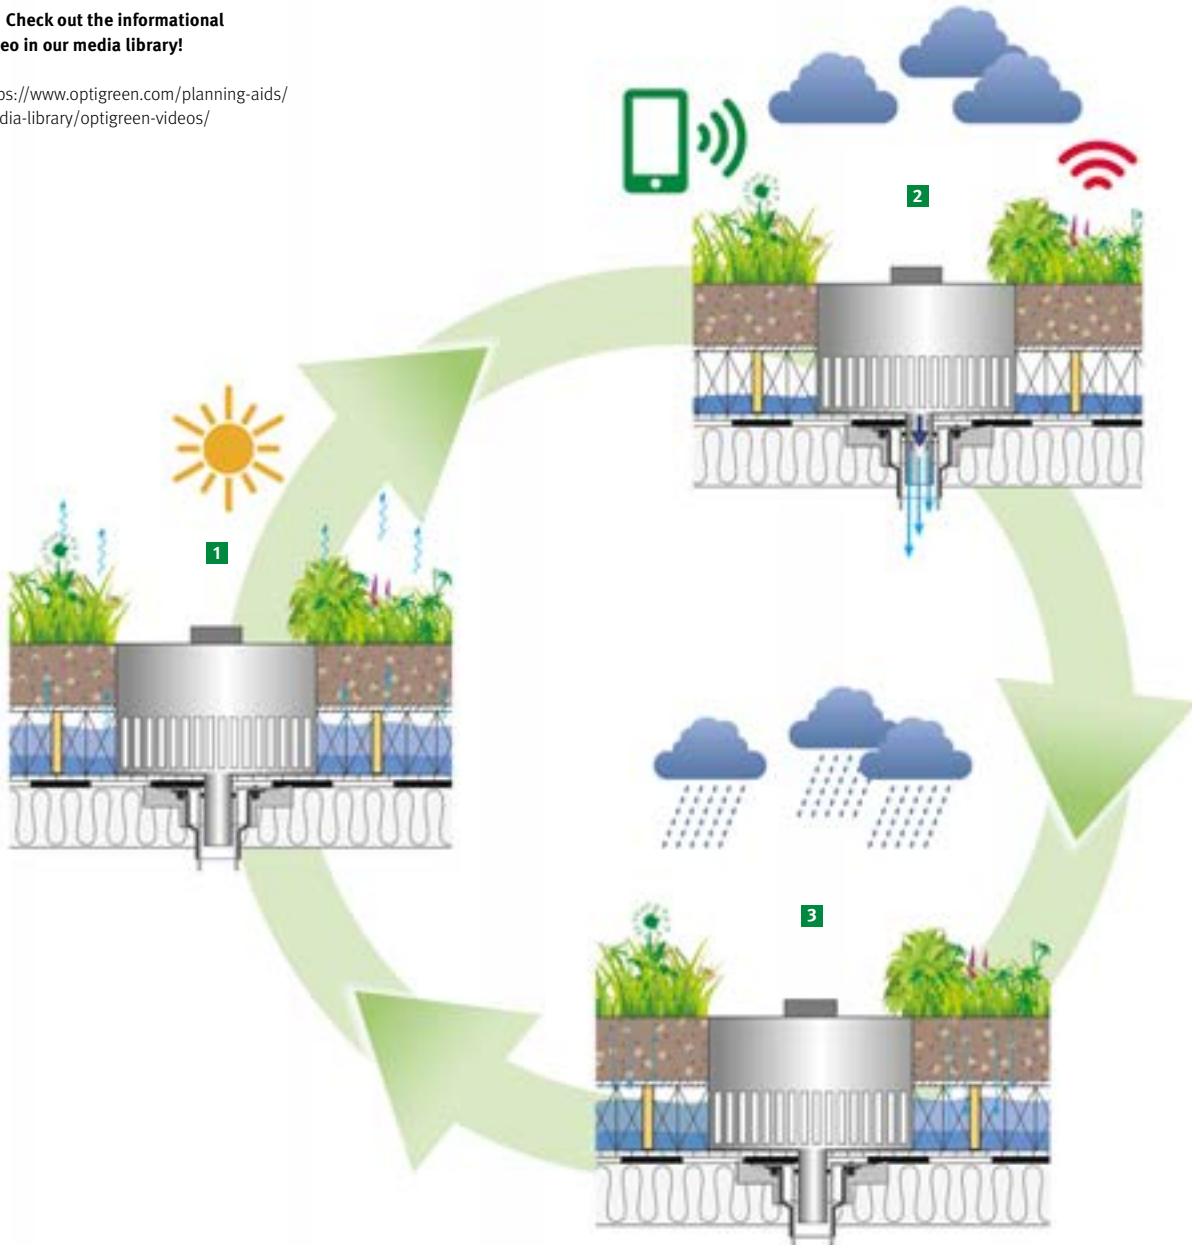 Check out the informational
eo in our media library!
ps://www.optigreen.com/planning-aids/
dia-library/optigreen-videos/
2
1
3